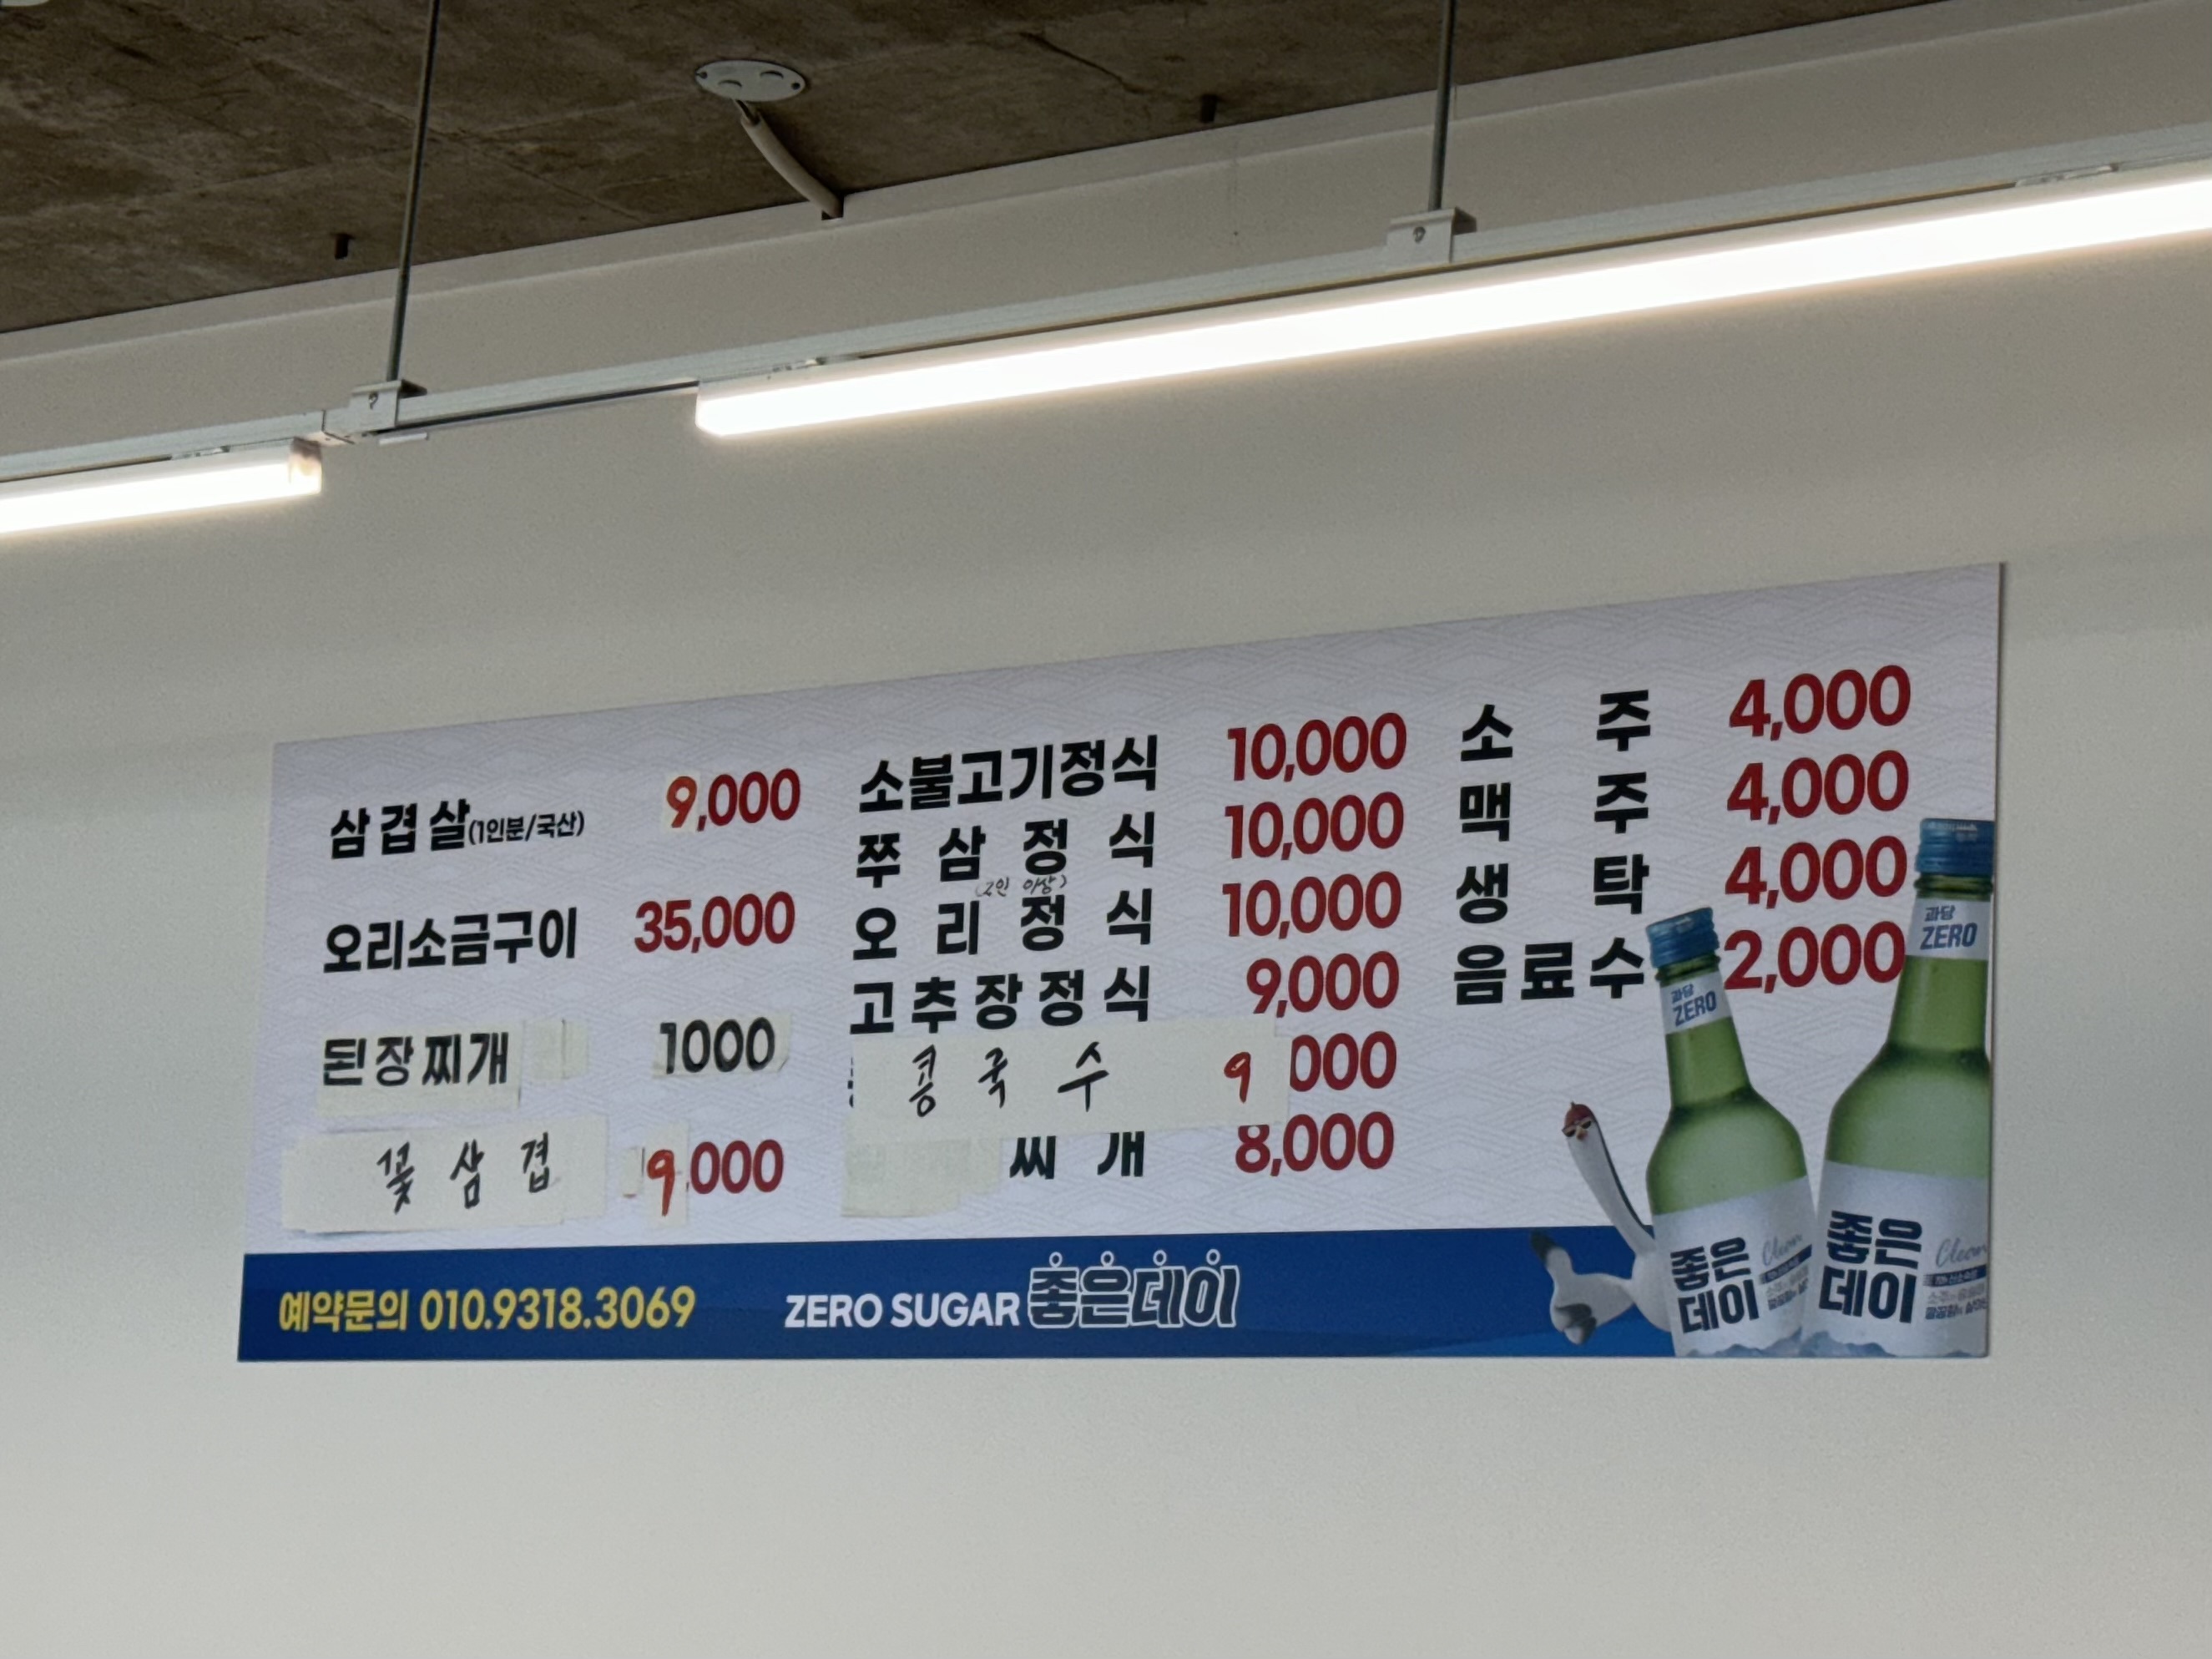 삼겹살(1인분/국산) 9,000
오리소금구이 35,000
된장찌개 1000
꽃삼겹 9,000
소불고기정식 10,000
쭈삼정식 10,000
(2인 이상)
오리정식 10,000
고추장정식 9,000
콩국수 9000
찌개 8,000
소주 4,000
맥주 4,000
생탁 4,000
음료수 2,000
예약문의 010.9318.3069
ZERO SUGAR 좋은데이
과당
ZERO
좋은
데이
Clean
과당
ZERO
좋은
데이
Clean